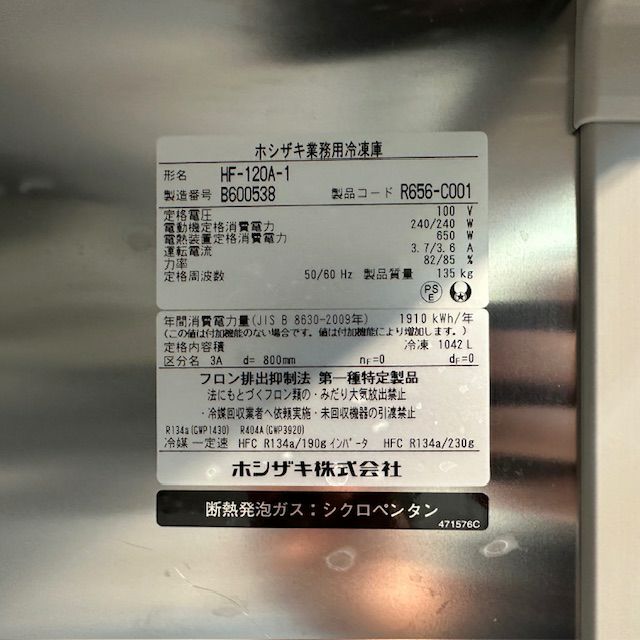 ホシザキ業務用冷凍庫
形名 HF-120A-1
製造番号 B600538 製品コード R656-C001
定格電圧 100 V
電動機定格消費電力 240/240 W
電熱装置定格消費電力 650 W
運転電流 3.7/3.6 A
力率 82/85 %
定格周波数 50/60 Hz 製品質量 135 kg
PS
E
年間消費電力量(JIS B 8630-2009年) 1910 kWh/年
(この値は付加機能のない場合です。値は付加機能により増加します。)
定格内容積 冷凍 1042 L
区分名 3A d= 800mm nF=0 dF=0
フロン排出抑制法 第一種特定製品
法にもとづくフロン類の・みだり大気放出禁止
・冷媒回収業者へ依頼実施・未回収機器の引渡禁止
R134a(GWP1430) R404A(GWP3920)
冷媒 一定速 HFC R134a/190g インバータ HFC R134a/230g
ホシザキ株式会社
断熱発泡ガス：シクロペンタン
471576C